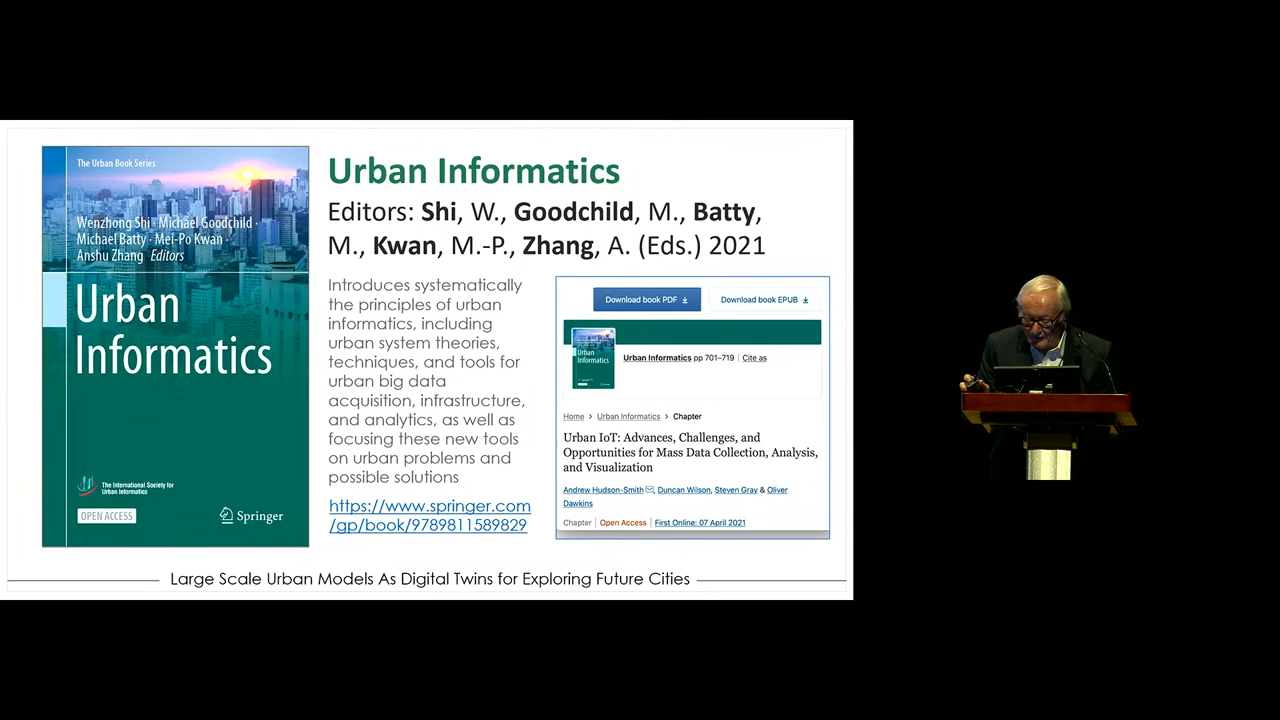 The Urban Book Series
Wenzhong Shi · Michael Goodchild ·
Michael Batty · Mei-Po Kwan ·
Anshu Zhang Editors
Urban
Informatics
The International Society for
Urban Informatics
OPEN ACCESS
Springer
Urban Informatics
Editors: Shi, W., Goodchild, M., Batty,
M., Kwan, M.-P., Zhang, A. (Eds.) 2021
Introduces systematically
the principles of urban
informatics, including
urban system theories,
techniques, and tools for
urban big data
acquisition, infrastructure,
and analytics, as well as
focusing these new tools
on urban problems and
possible solutions
https://www.springer.com
/gp/book/9789811589829
Download book PDF
Download book EPUB
Urban
Informatics
Urban Informatics pp 701–719 | Cite as
Home > Urban Informatics > Chapter
Urban IoT: Advances, Challenges, and
Opportunities for Mass Data Collection, Analysis,
and Visualization
Andrew Hudson-Smith, Duncan Wilson, Steven Gray & Oliver
Dawkins
Chapter | Open Access | First Online: 07 April 2021
Large Scale Urban Models As Digital Twins for Exploring Future Cities